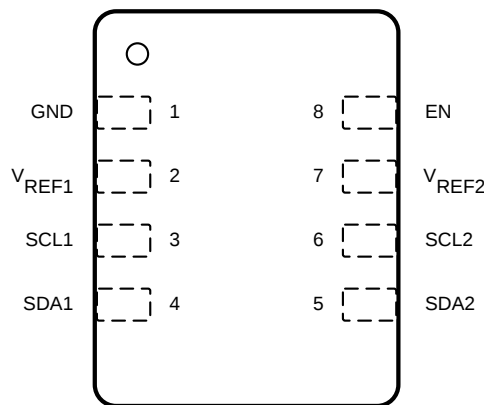 GND 1 8 EN
VREF1 2 7 VREF2
SCL1 3 6 SCL2
SDA1 4 5 SDA2